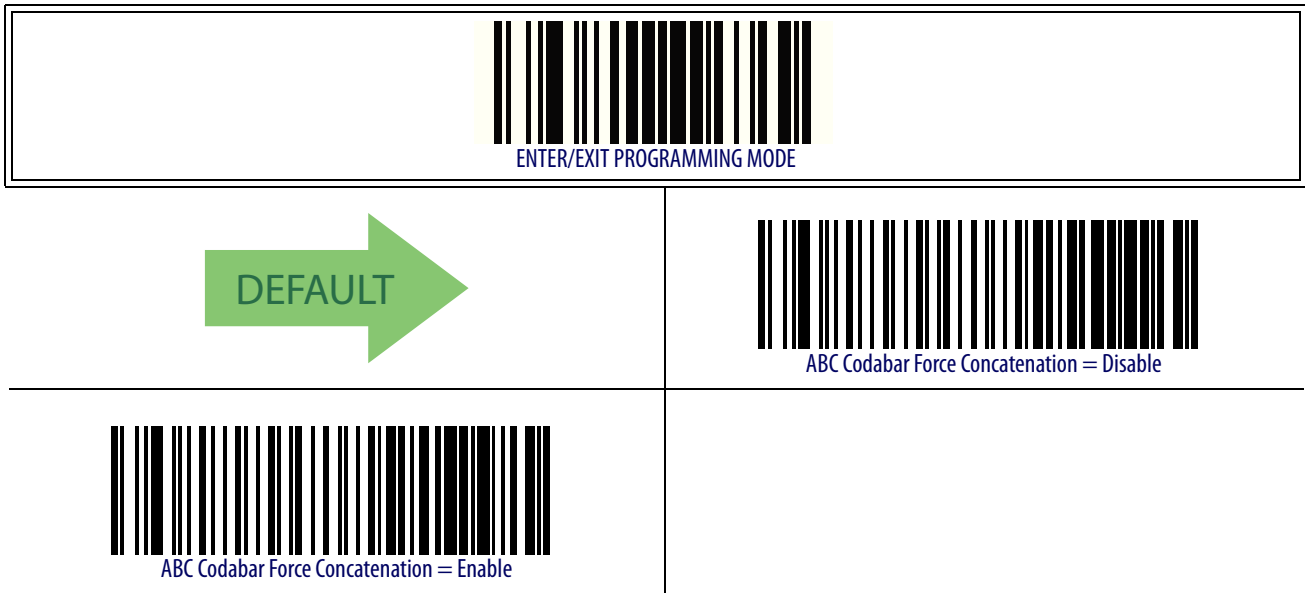 ENTER/EXIT PROGRAMMING MODE
DEFAULT
ABC Codabar Force Concatenation = Disable
ABC Codabar Force Concatenation = Enable